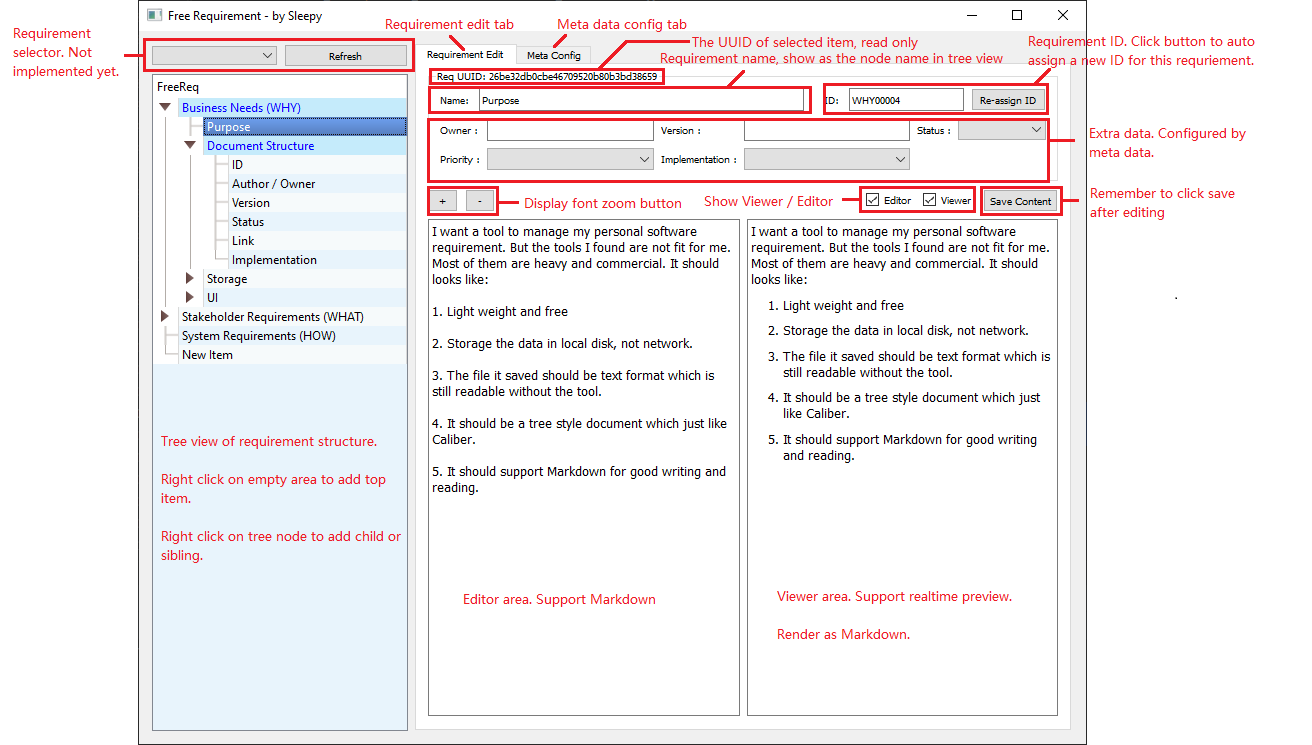 Free Requirement - by Sleepy
Requirement edit tab
Meta data config tab
Requirement
selector. Not
implemented yet.
Refresh
Requirement Edit
Meta Config
The UUID of selected item, read only
Requirement name, show as the node name in tree view
Requirement ID. Click button to auto
assign a new ID for this requriement.
Req UUID: 26be32db0cbe46709520b80b3bd38659
Name:
Purpose
ID:
WHY00004
Re-assign ID
Owner :
Version :
Status :
Priority :
Implementation :
Extra data. Configured by
meta data.
+
-
Display font zoom button
Show Viewer / Editor
Editor
Viewer
Save Content
Remember to click save
after editing
FreeReq
Business Needs (WHY)
Purpose
Document Structure
ID
Author / Owner
Version
Status
Link
Implementation
Storage
UI
Stakeholder Requirements (WHAT)
System Requirements (HOW)
New Item
Tree view of requirement structure.
Right click on empty area to add top
item.
Right click on tree node to add child or
sibling.
I want a tool to manage my personal software
requirement. But the tools I found are not fit for me.
Most of them are heavy and commercial. It should
looks like:
1. Light weight and free
2. Storage the data in local disk, not network.
3. The file it saved should be text format which is
still readable without the tool.
4. It should be a tree style document which just like
Caliber.
5. It should support Markdown for good writing and
reading.
Editor area. Support Markdown
I want a tool to manage my personal software
requirement. But the tools I found are not fit for me.
Most of them are heavy and commercial. It should
looks like:
1. Light weight and free
2. Storage the data in local disk, not network.
3. The file it saved should be text format which is
still readable without the tool.
4. It should be a tree style document which just
like Caliber.
5. It should support Markdown for good writing
and reading.
Viewer area. Support realtime preview.
Render as Markdown.
.